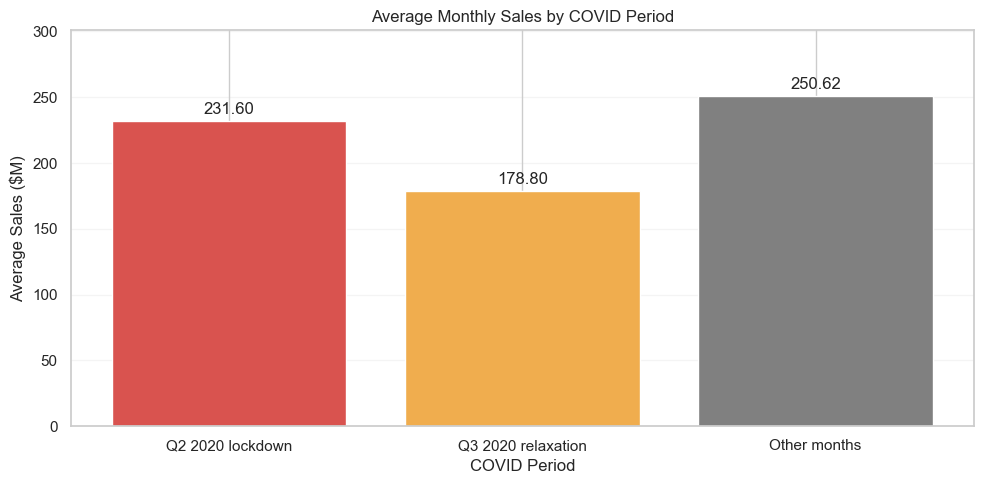 Average Monthly Sales by COVID Period
Average Sales ($M)
300
250
200
150
100
50
0
231.60
178.80
250.62
Q2 2020 lockdown
Q3 2020 relaxation
Other months
COVID Period